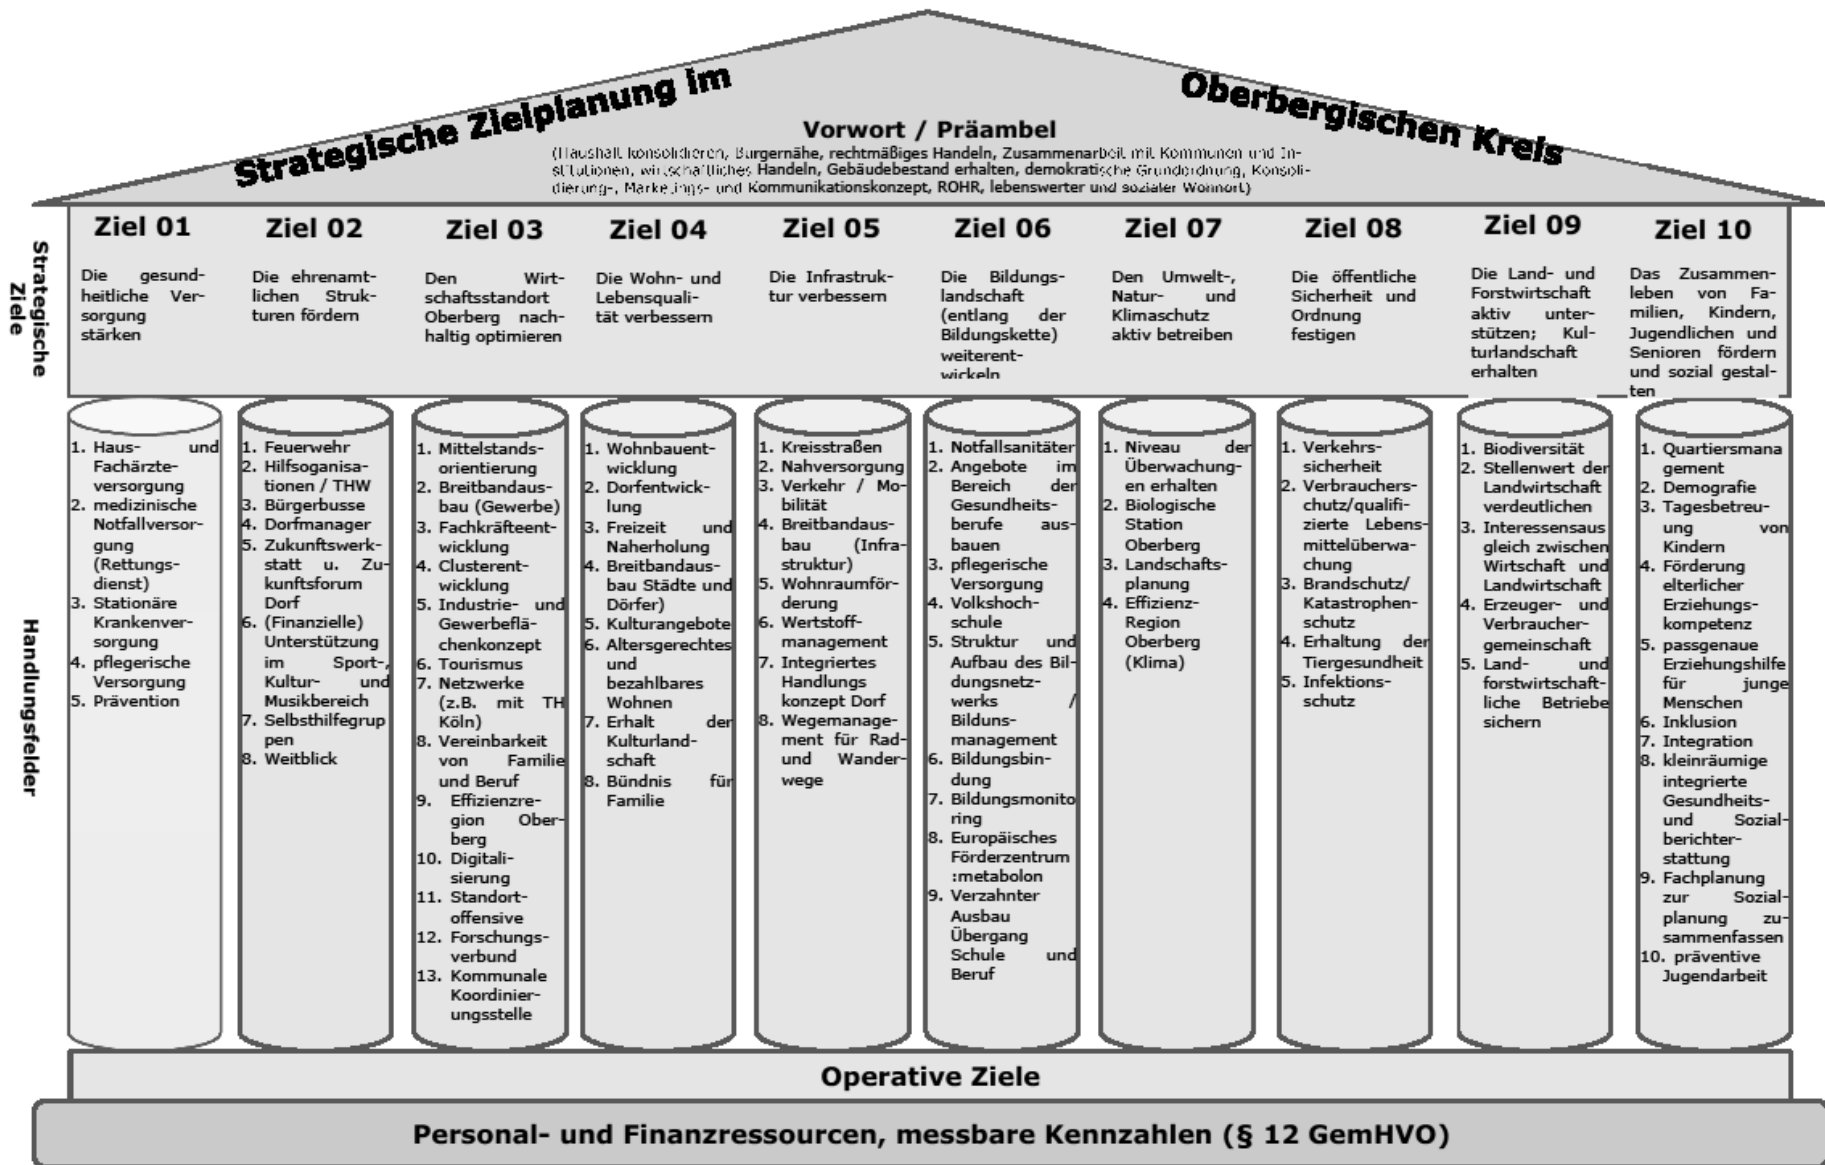 Strategische Zielplanung im Oberbergischen Kreis
Vorwort / Präambel
(Haushalt konsolidieren, Bürgernähe, rechtmäßiges Handeln, Zusammenarbeit mit Kommunen und In-
stitutionen, wirtschaftliches Handeln, Gebäudebestand erhalten, demokratische Grundordnung, Konsoli-
dierung-, Marketings- und Kommunikationskonzept, ROHR, lebenswerter und sozialer Wohnort)
Strategische
Ziele
Ziel 01
Die gesund-
heitliche Ver-
sorgung
stärken
Ziel 02
Die ehrenamt-
lichen Struk-
turen fördern
Ziel 03
Den Wirt-
schaftsstandort
Oberberg nach-
haltig optimieren
Ziel 04
Die Wohn- und
Lebensquali-
tät verbessern
Ziel 05
Die Infrastruk-
tur verbessern
Ziel 06
Die Bildungs-
landschaft
(entlang der
Bildungskette)
weiterent-
wickeln
Ziel 07
Den Umwelt-,
Natur- und
Klimaschutz
aktiv betreiben
Ziel 08
Die öffentliche
Sicherheit und
Ordnung
festigen
Ziel 09
Die Land- und
Forstwirtschaft
aktiv unter-
stützen; Kul-
turlandschaft
erhalten
Ziel 10
Das Zusammen-
leben von Fa-
milien, Kindern,
Jugendlichen und
Senioren fördern
und sozial gestal-
ten
Handlungsfelder
1. Haus- und
Fachärzte-
versorgung
2. medizinische
Notfallversor-
gung
(Rettungs-
dienst)
3. Stationäre
Krankenver-
sorgung
4. pflegerische
Versorgung
5. Prävention
1. Feuerwehr
2. Hilfsoganisa-
tionen / THW
3. Bürgerbusse
4. Dorfmanager
5. Zukunftswerk-
statt u. Zu-
kunftsforum
Dorf
6. (Finanzielle)
Unterstützung
im Sport-,
Kultur- und
Musikbereich
7. Selbsthilfegrup
pen
8. Weitblick
1. Mittelstands-
orientierung
2. Breitbandaus-
bau (Gewerbe)
3. Fachkräfteent-
wicklung
4. Clusterent-
wicklung
5. Industrie- und
Gewerbeflä-
chenkonzept
6. Tourismus
7. Netzwerke
(z.B. mit TH
Köln)
8. Vereinbarkeit
von Familie
und Beruf
9. Effizienzre-
gion Ober-
berg
10. Digitali-
sierung
11. Standort-
offensive
12. Forschungs-
verbund
13. Kommunale
Koordinier-
ungsstelle
1. Wohnbauent-
wicklung
2. Dorfentwick-
lung
3. Freizeit und
Naherholung
4. Breitbandaus-
bau Städte und
Dörfer)
5. Kulturangebote
6. Altersgerechtes
und
bezahlbares
Wohnen
7. Erhalt der
Kulturland-
schaft
8. Bündnis für
Familie
1. Kreisstraßen
2. Nahversorgung
3. Verkehr / Mo-
bilität
4. Breitbandaus-
bau (Infra-
struktur)
5. Wohnraumför-
derung
6. Wertstoff-
management
7. Integriertes
Handlungs
konzept Dorf
8. Wegemanage-
ment für Rad-
und Wander-
wege
1. Notfallsanitäter
2. Angebote im
Bereich der
Gesundheits-
berufe aus-
bauen
3. pflegerische
Versorgung
4. Volkshoch-
schule
5. Struktur und
Aufbau des Bil-
dungsnetz-
werks /
Bilduns-
management
6. Bildungsbin-
dung
7. Bildungsmonito
ring
8. Europäisches
Förderzentrum
:metabolon
9. Verzahnter
Ausbau
Übergang
Schule und
Beruf
1. Niveau der
Überwachung-
en erhalten
2. Biologische
Station
Oberberg
3. Landschafts-
planung
4. Effizienz-
Region
Oberberg
(Klima)
1. Verkehrs-
sicherheit
2. Verbrauchers-
chutz/qualifi-
zierte Lebens-
mittelüberwa-
chung
3. Brandschutz/
Katastrophen-
schutz
4. Erhaltung der
Tiergesundheit
5. Infektions-
schutz
1. Biodiversität
2. Stellenwert der
Landwirtschaft
verdeutlichen
3. Interessensaus
gleich zwischen
Wirtschaft und
Landwirtschaft
4. Erzeuger- und
Verbraucher-
gemeinschaft
5. Land- und
forstwirtschaft-
liche Betriebe
sichern
1. Quartiersmana
gement
2. Demografie
3. Tagesbetreu-
ung von
Kindern
4. Förderung
elterlicher
Erziehungs-
kompetenz
5. passgenaue
Erziehungshilfe
für junge
Menschen
6. Inklusion
7. Integration
8. kleinräumige
integrierte
Gesundheits-
und Sozial-
berichter-
stattung
9. Fachplanung
zur Sozial-
planung zu-
sammenfassen
10. präventive
Jugendarbeit
Operative Ziele
Personal- und Finanzressourcen, messbare Kennzahlen (§ 12 GemHVO)